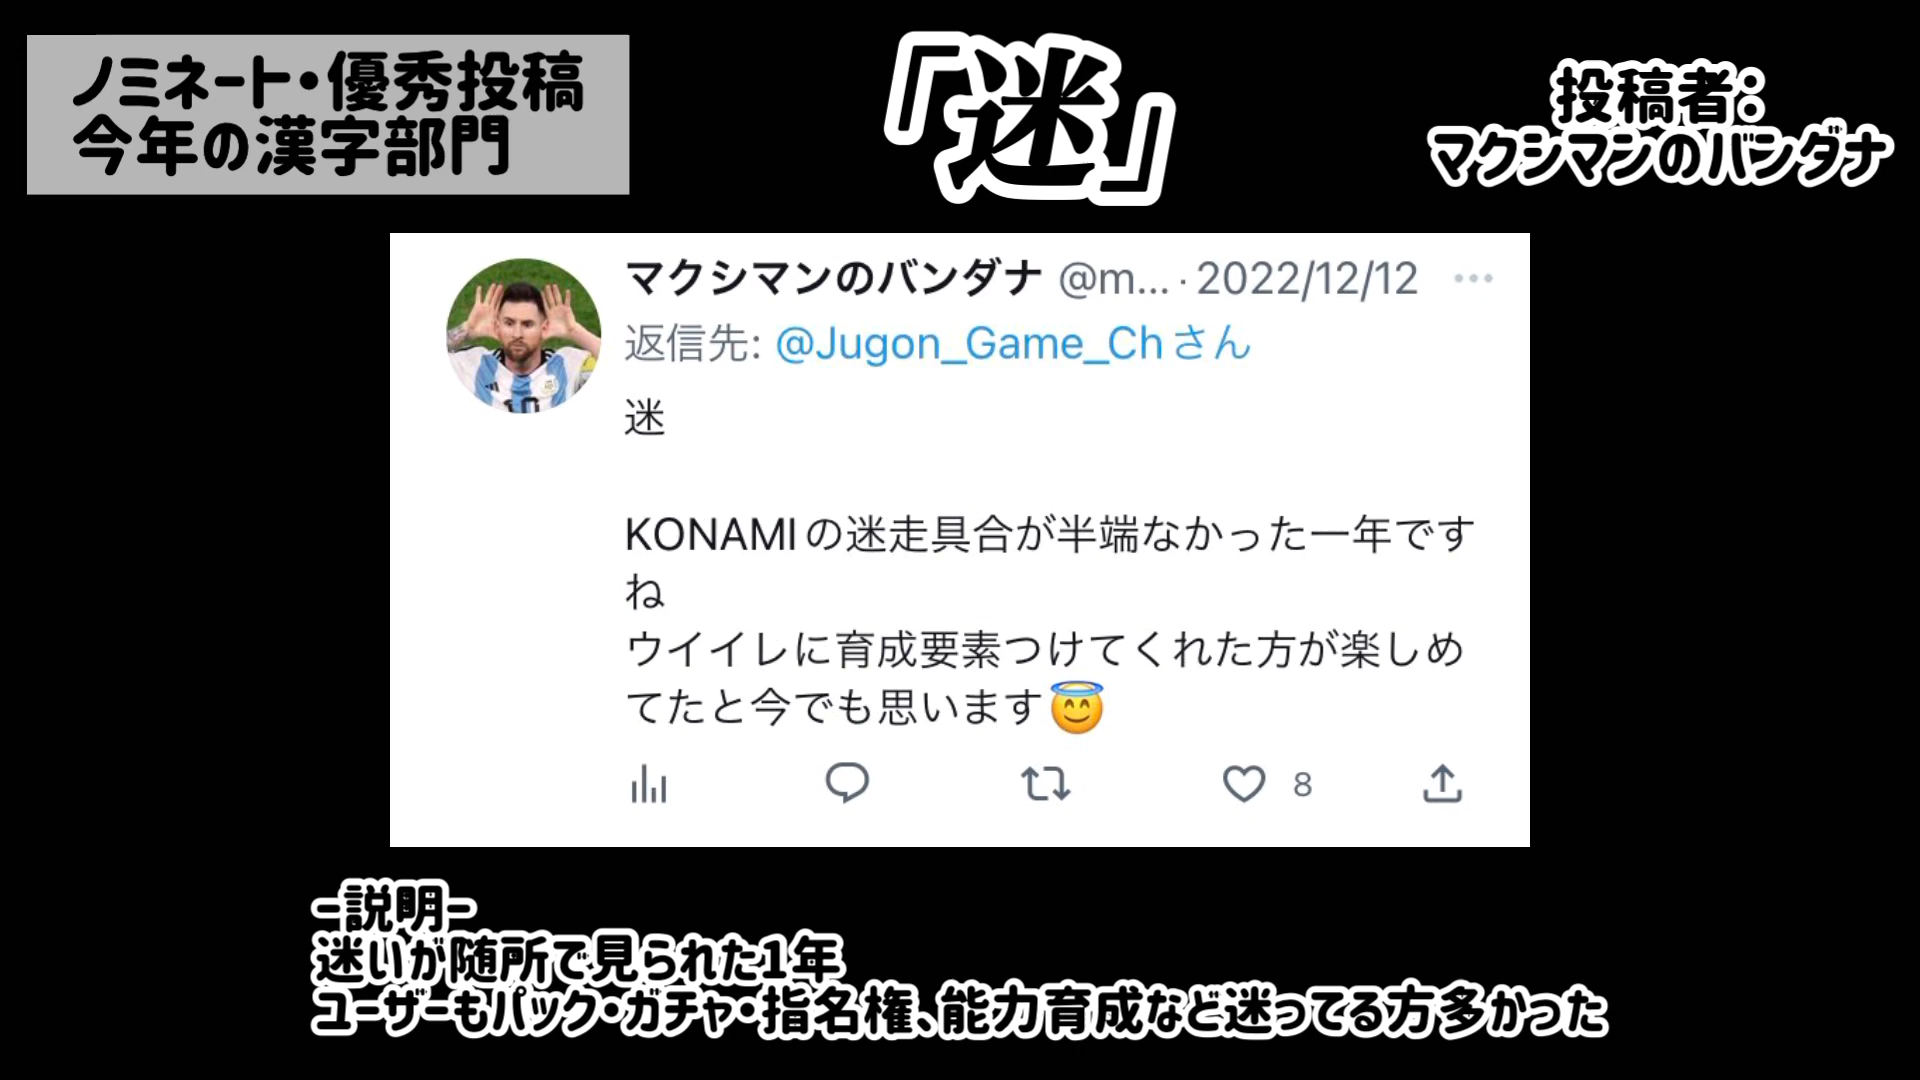 ノミネート・優秀投稿
今年の漢字部門
「迷」
投稿者：
マクシマンのバンダナ
マクシマンのバンダナ @m... · 2022/12/12
返信先: @Jugon_Game_Chさん
迷
KONAMIの迷走具合が半端なかった一年です
ね
ウイイレに育成要素つけてくれた方が楽しめ
てたと今でも思います😇
8
-説明-
迷いが随所で見られた1年
ユーザーもパック・ガチャ・指名権、能力育成など迷ってる方多かった